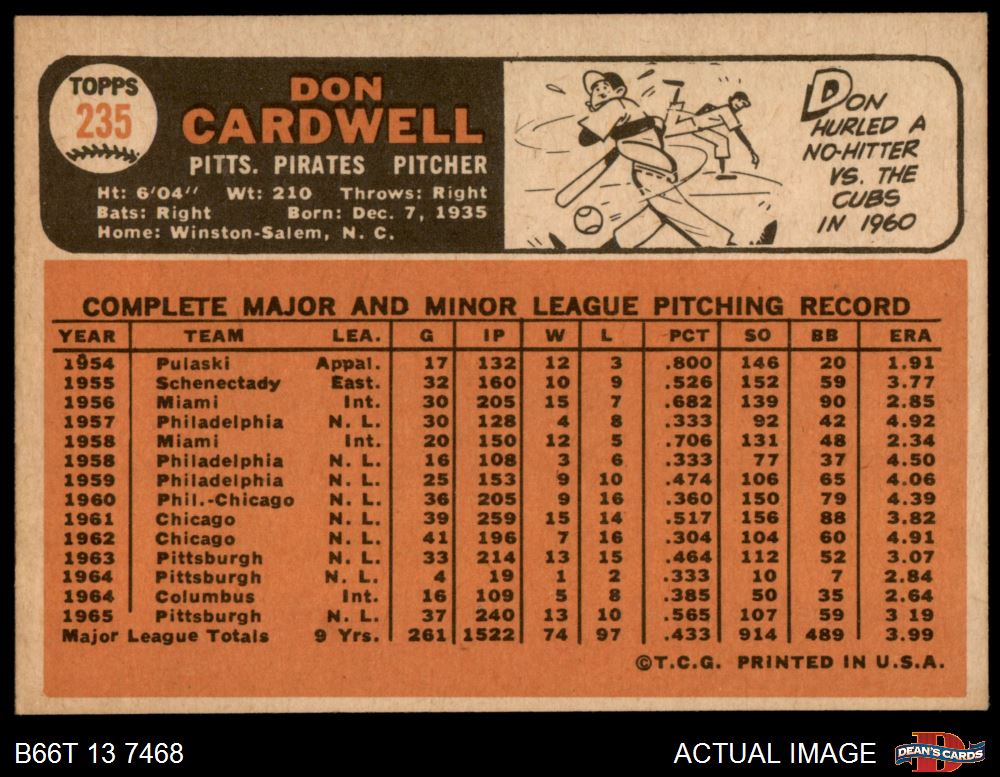 TOPPS
235
DON
CARDWELL
PITTS. PIRATES PITCHER
Ht: 6'04" Wt: 210 Throws: Right
Bats: Right Born: Dec. 7, 1935
Home: Winston-Salem, N. C.
DON
HURLED A
NO-HITTER
VS. THE
CUBS
IN 1960
COMPLETE MAJOR AND MINOR LEAGUE PITCHING RECORD
YEAR TEAM LEA. G IP W L PCT SO BB ERA
1954 Pulaski Appal. 17 132 12 3 .800 146 20 1.91
1955 Schenectady East. 32 160 10 9 .526 152 59 3.77
1956 Miami Int. 30 205 15 7 .682 139 90 2.85
1957 Philadelphia N. L. 30 128 4 8 .333 92 42 4.92
1958 Miami Int. 20 150 12 5 .706 131 48 2.34
1958 Philadelphia N. L. 16 108 3 6 .333 77 37 4.50
1959 Philadelphia N. L. 25 153 9 10 .474 106 65 4.06
1960 Phil.-Chicago N. L. 36 205 9 16 .360 150 79 4.39
1961 Chicago N. L. 39 259 15 14 .517 156 88 3.82
1962 Chicago N. L. 41 196 7 16 .304 104 60 4.91
1963 Pittsburgh N. L. 33 214 13 15 .464 112 52 3.07
1964 Pittsburgh N. L. 4 19 1 2 .333 10 7 2.84
1964 Columbus Int. 16 109 5 8 .385 50 35 2.64
1965 Pittsburgh N. L. 37 240 13 10 .565 107 59 3 19
Major League Totals 9 Yrs. 261 1522 74 97 .433 914 489 3.99
©T.C.G. PRINTED IN U.S.A.
B66T 13 7468
ACTUAL IMAGE
DEAN'S CARDS